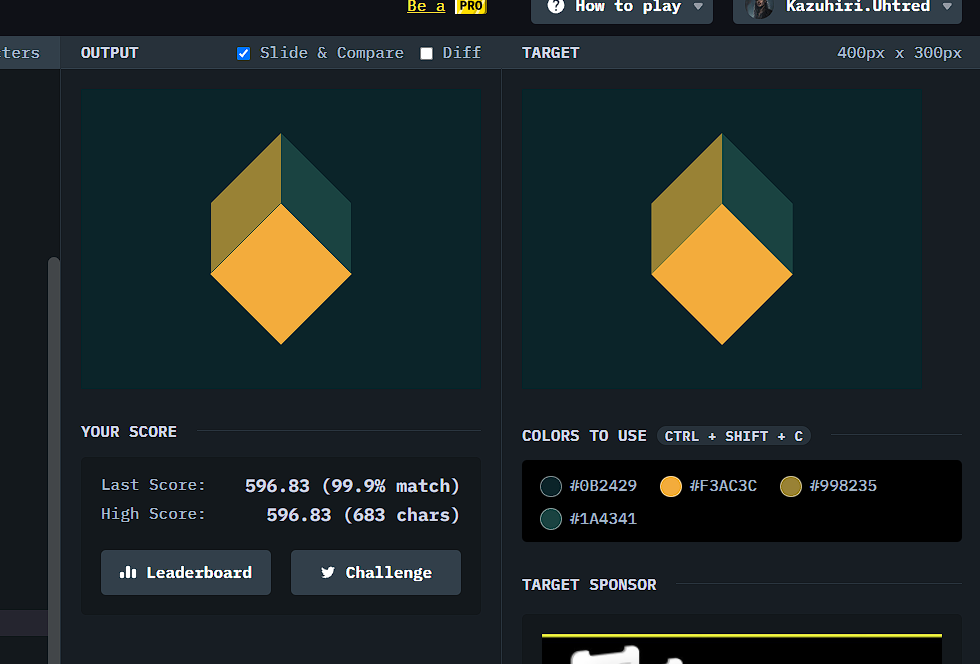 Be a PRO
? How to play
Kazuhiri.Uhtred
ters
OUTPUT
Slide & Compare
Diff
TARGET
400px x 300px
YOUR SCORE
Last Score: 596.83 (99.9% match)
High Score: 596.83 (683 chars)
Leaderboard
Challenge
COLORS TO USE CTRL + SHIFT + C
#0B2429 #F3AC3C #998235
#1A4341
TARGET SPONSOR